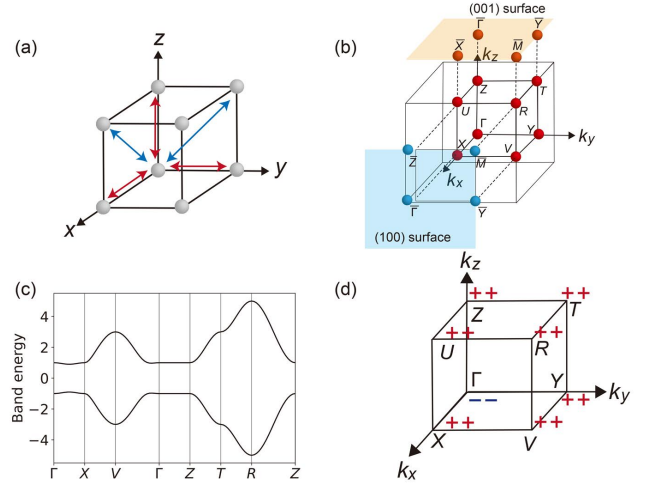 (a)
z
y
x
(b)
(001) surface
Γ̅
Y̅
X̅
M̅
k_z
Z
T
U
R
Γ
Y
k_y
X
V
Z̅
M̅
k_x
Γ̅
Y̅
(100) surface
(c)
Band energy
4
2
0
−2
−4
Γ X V Γ Z T R Z
(d)
k_z
++ ++
Z T
++ ++
U R
Γ Y
k_y
−− ++
++ ++
X V
k_x